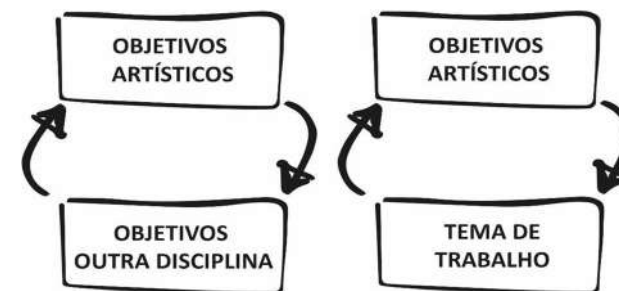 OBJETIVOS
ARTÍSTICOS
OBJETIVOS
OUTRA DISCIPLINA
OBJETIVOS
ARTÍSTICOS
TEMA DE
TRABALHO